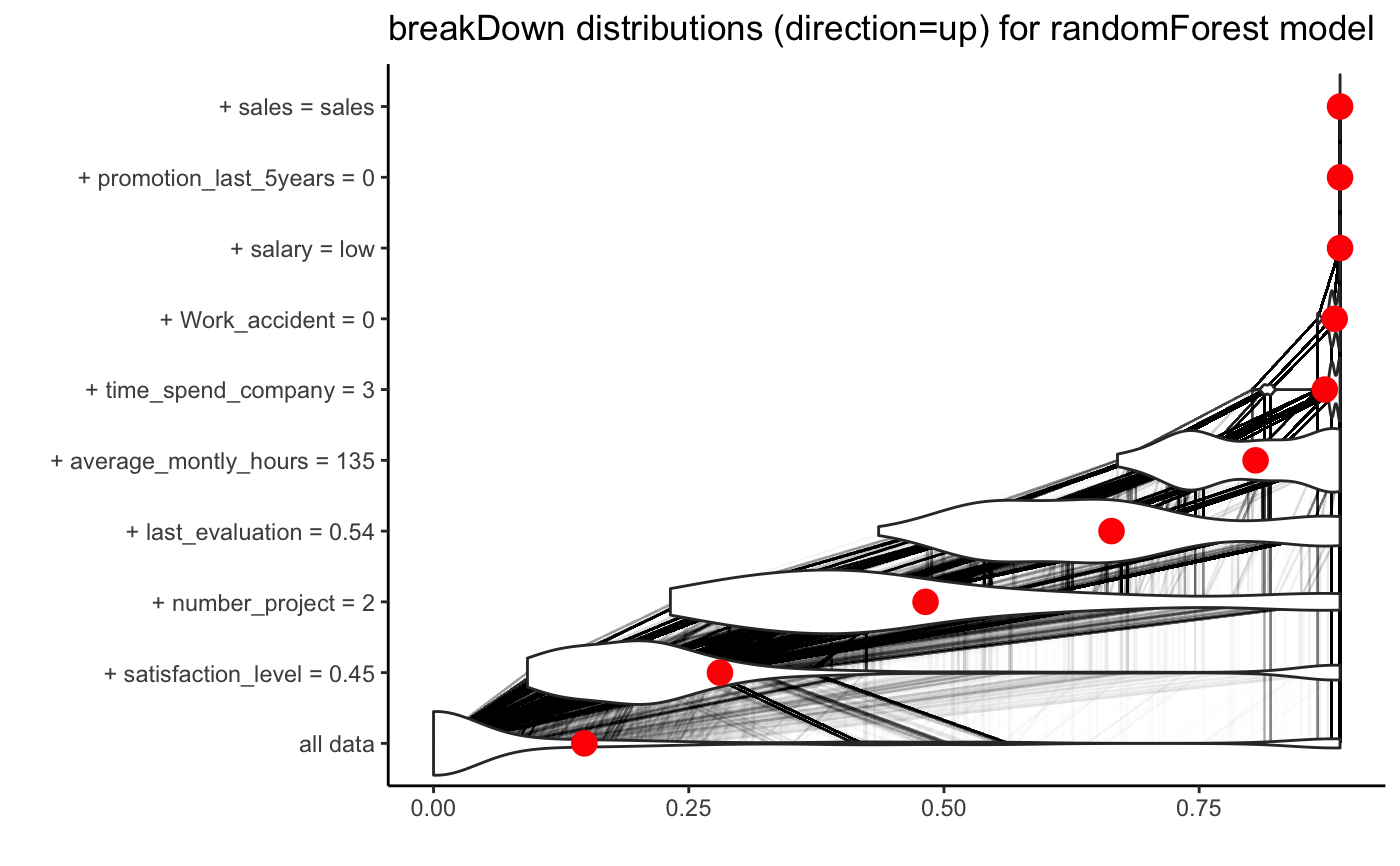 breakDown distributions (direction=up) for randomForest model
+ sales = sales
+ promotion_last_5years = 0
+ salary = low
+ Work_accident = 0
+ time_spend_company = 3
+ average_montly_hours = 135
+ last_evaluation = 0.54
+ number_project = 2
+ satisfaction_level = 0.45
all data
0.00 0.25 0.50 0.75